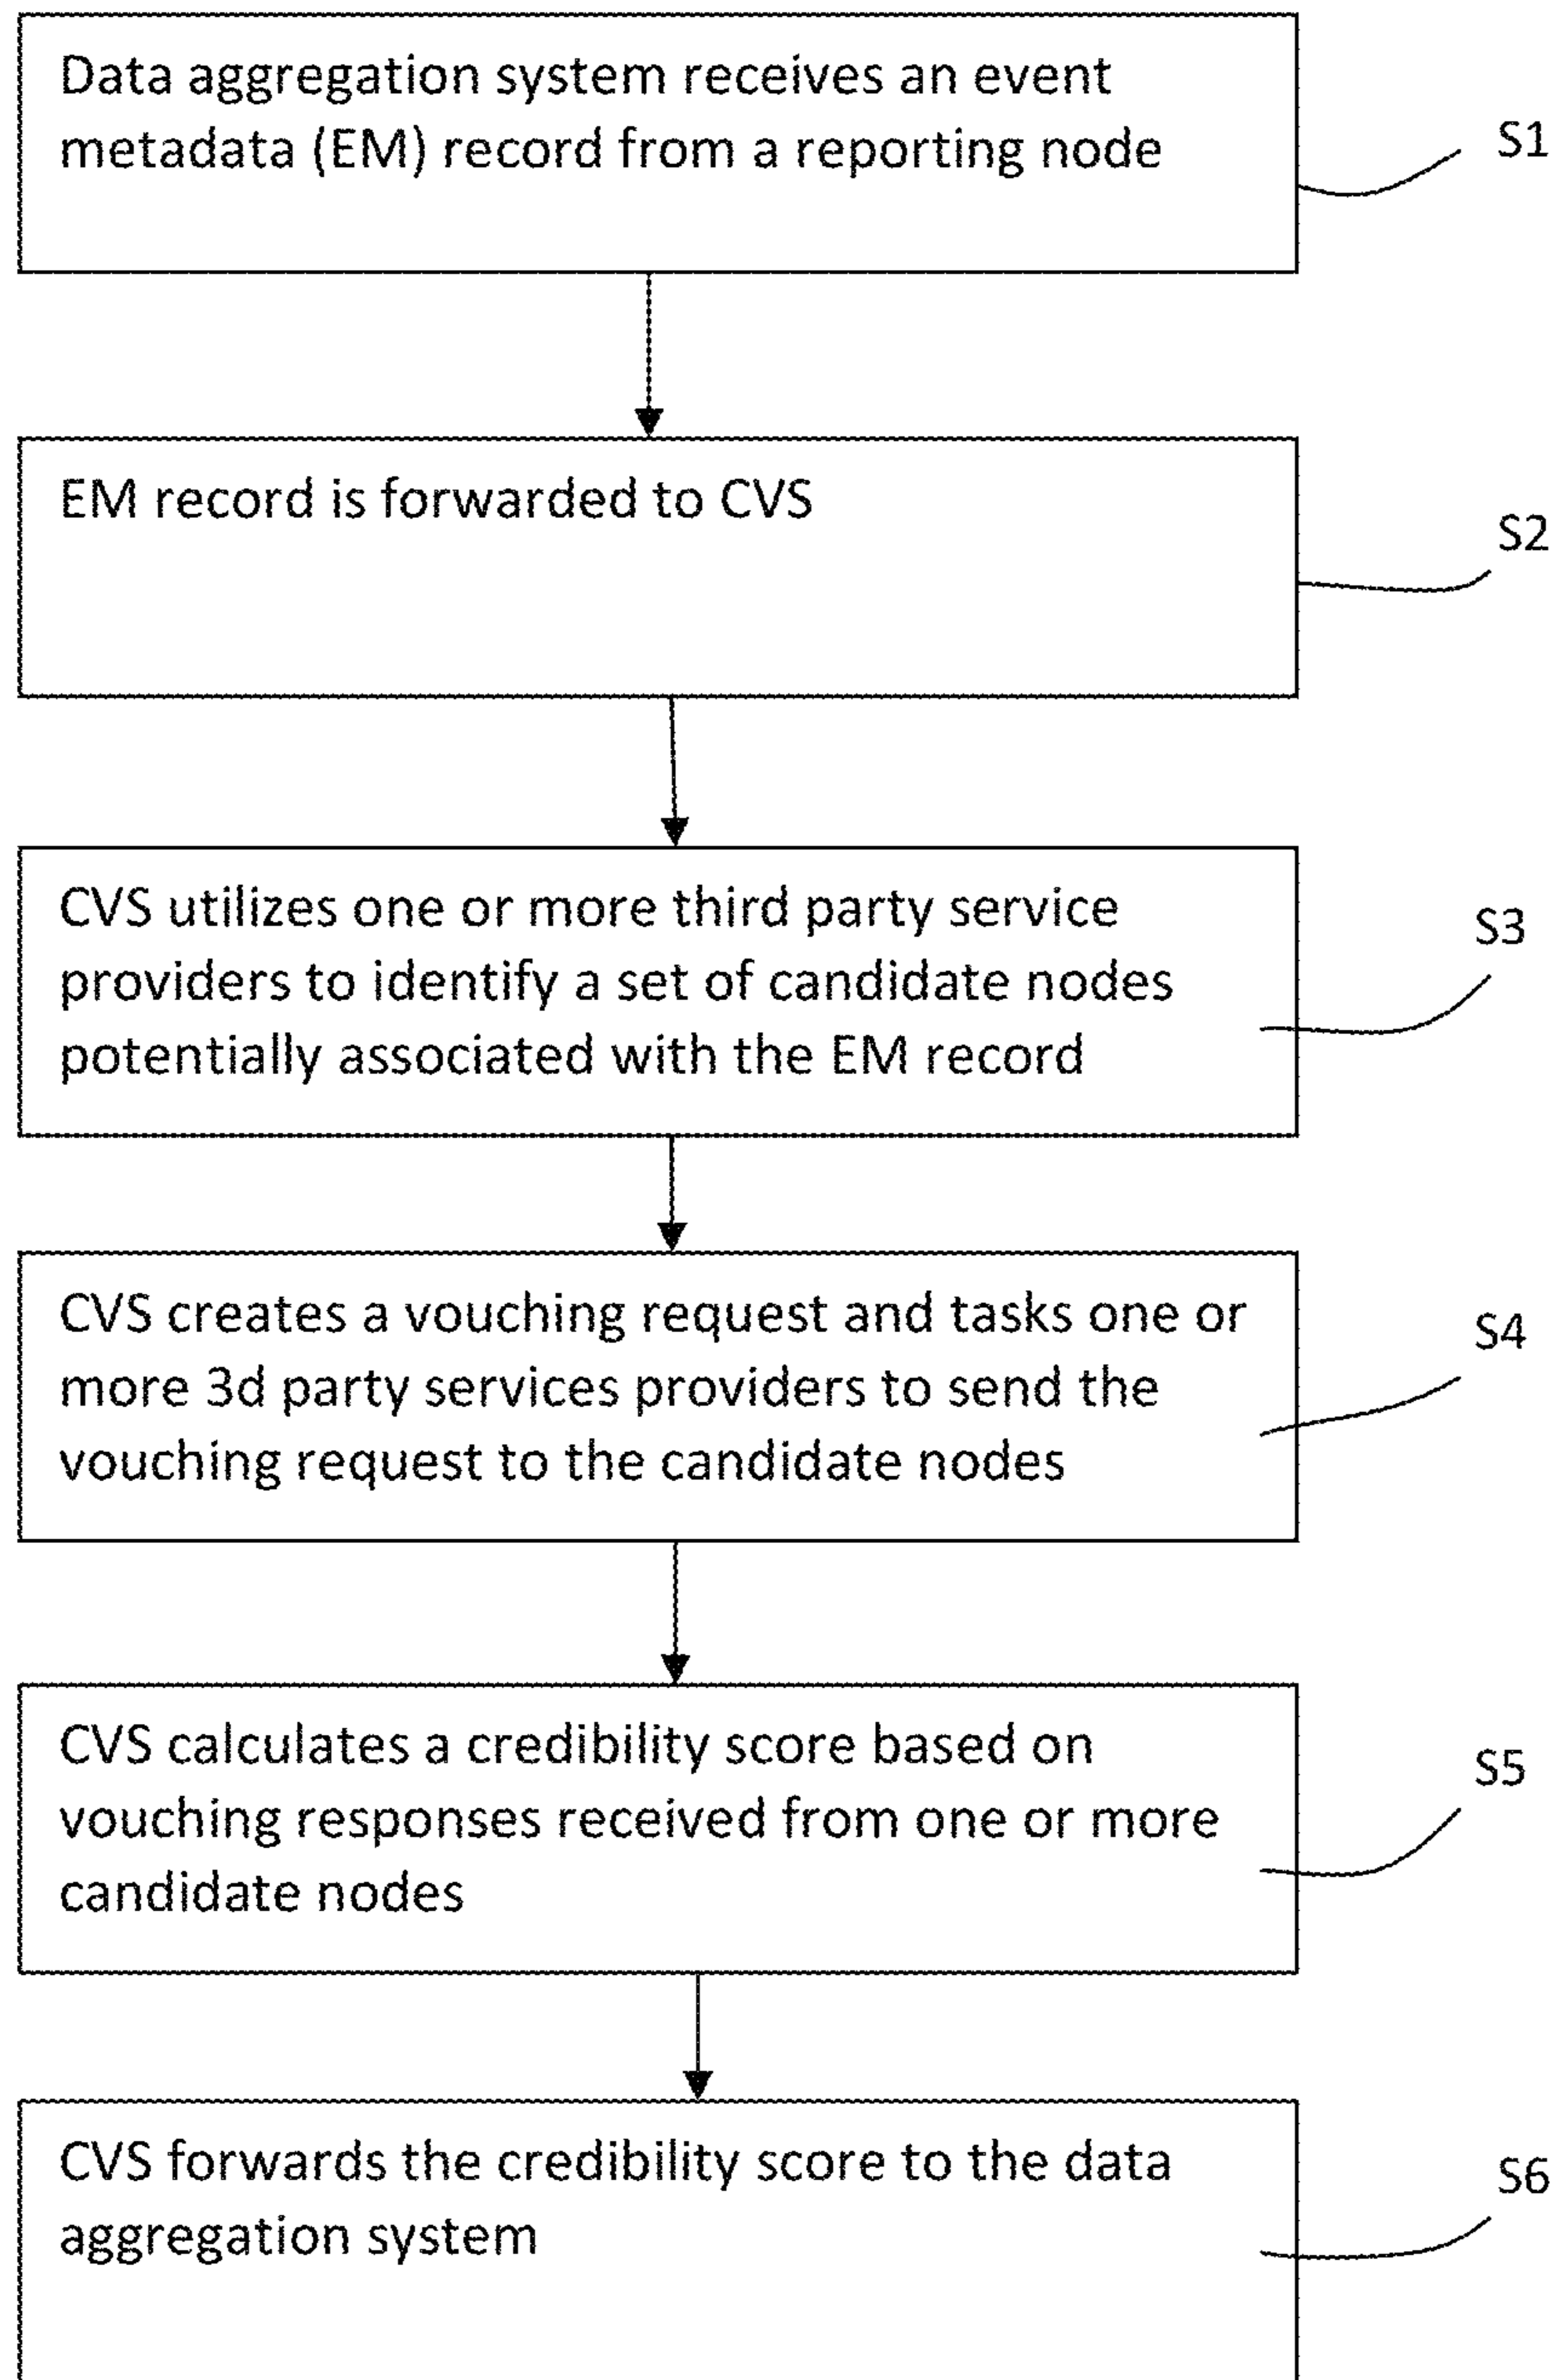 Data aggregation system receives an event
metadata (EM) record from a reporting node
S1
EM record is forwarded to CVS
S2
CVS utilizes one or more third party service
providers to identify a set of candidate nodes
potentially associated with the EM record
S3
CVS creates a vouching request and tasks one or
more 3d party services providers to send the
vouching request to the candidate nodes
S4
CVS calculates a credibility score based on
vouching responses received from one or more
candidate nodes
S5
CVS forwards the credibility score to the data
aggregation system
S6